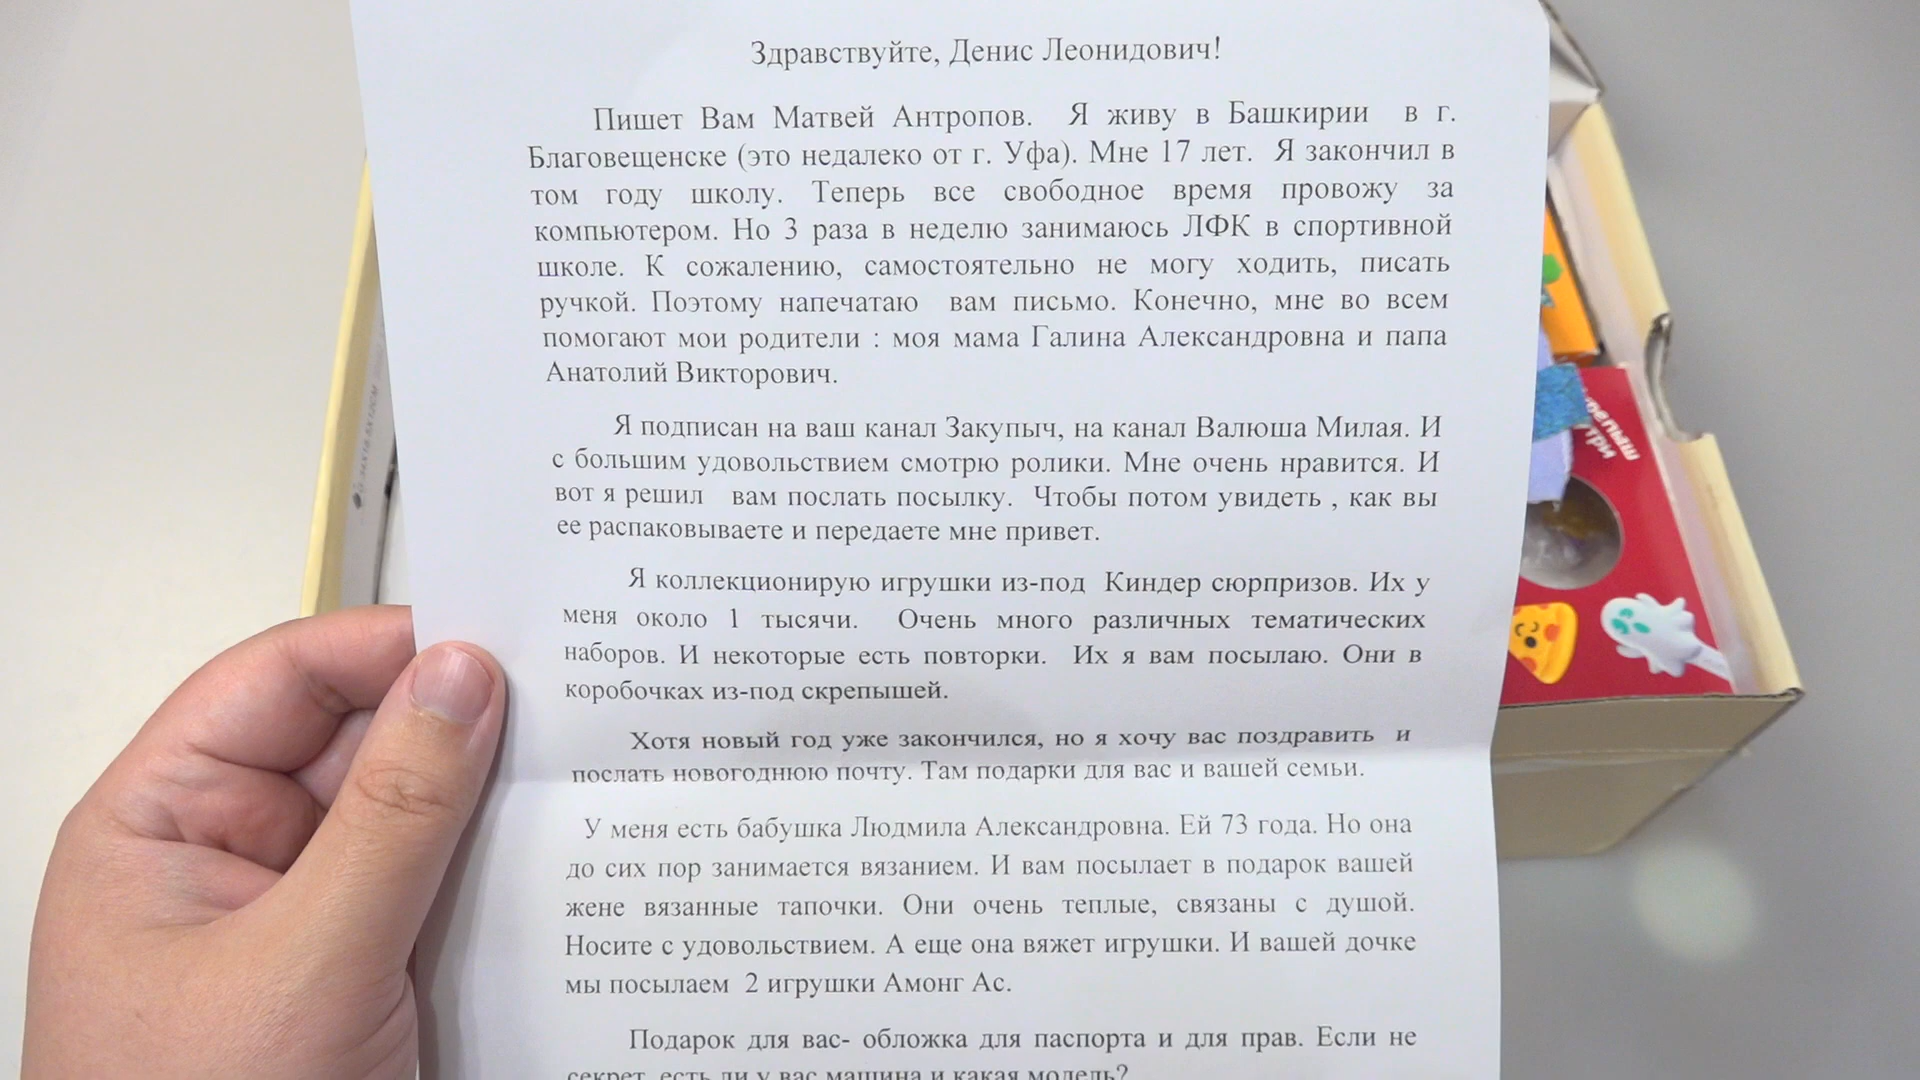 Здравствуйте, Денис Леонидович!
Пишет Вам Матвей Антропов. Я живу в Башкирии в г.
Благовещенске (это недалеко от г. Уфа). Мне 17 лет. Я закончил в
том году школу. Теперь все свободное время провожу за
компьютером. Но 3 раза в неделю занимаюсь ЛФК в спортивной
школе. К сожалению, самостоятельно не могу ходить, писать
ручкой. Поэтому напечатаю вам письмо. Конечно, мне во всем
помогают мои родители : моя мама Галина Александровна и папа
Анатолий Викторович.
Я подписан на ваш канал Закупыч, на канал Валюша Милая. И
с большим удовольствием смотрю ролики. Мне очень нравится. И
вот я решил вам послать посылку. Чтобы потом увидеть , как вы
ее распаковываете и передаете мне привет.
Я коллекционирую игрушки из-под Киндер сюрпризов. Их у
меня около 1 тысячи. Очень много различных тематических
наборов. И некоторые есть повторки. Их я вам посылаю. Они в
коробочках из-под скрепышей.
Хотя новый год уже закончился, но я хочу вас поздравить и
послать новогоднюю почту. Там подарки для вас и вашей семьи.
У меня есть бабушка Людмила Александровна. Ей 73 года. Но она
до сих пор занимается вязанием. И вам посылает в подарок вашей
жене вязанные тапочки. Они очень теплые, связаны с душой.
Носите с удовольствием. А еще она вяжет игрушки. И вашей дочке
мы посылаем 2 игрушки Амонг Ас.
Подарок для вас- обложка для паспорта и для прав. Если не
секрет, есть ли у вас машина и какая модель?